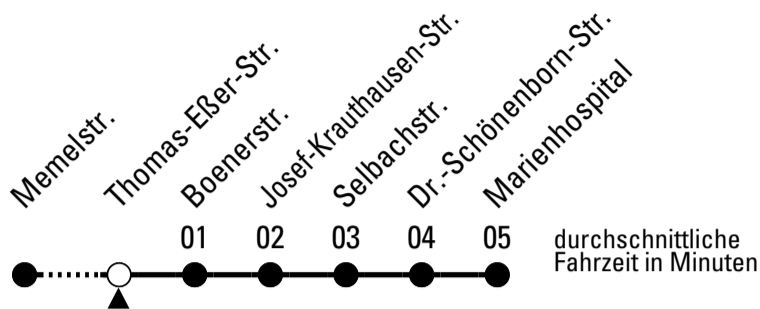 Memelstr.
Thomas-Eßer-Str.
Boenerstr.
Josef-Krauthausen-Str.
Selbachstr.
Dr.-Schönenborn-Str.
Marienhospital
01 02 03 04 05
durchschnittliche
Fahrzeit in Minuten